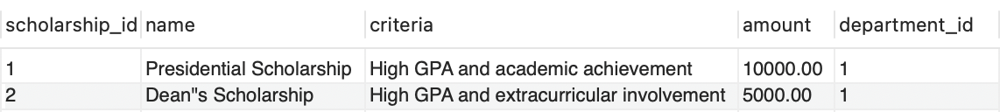 scholarship_id name criteria amount department_id
1 Presidential Scholarship High GPA and academic achievement 10000.00 1
2 Dean"s Scholarship High GPA and extracurricular involvement 5000.00 1